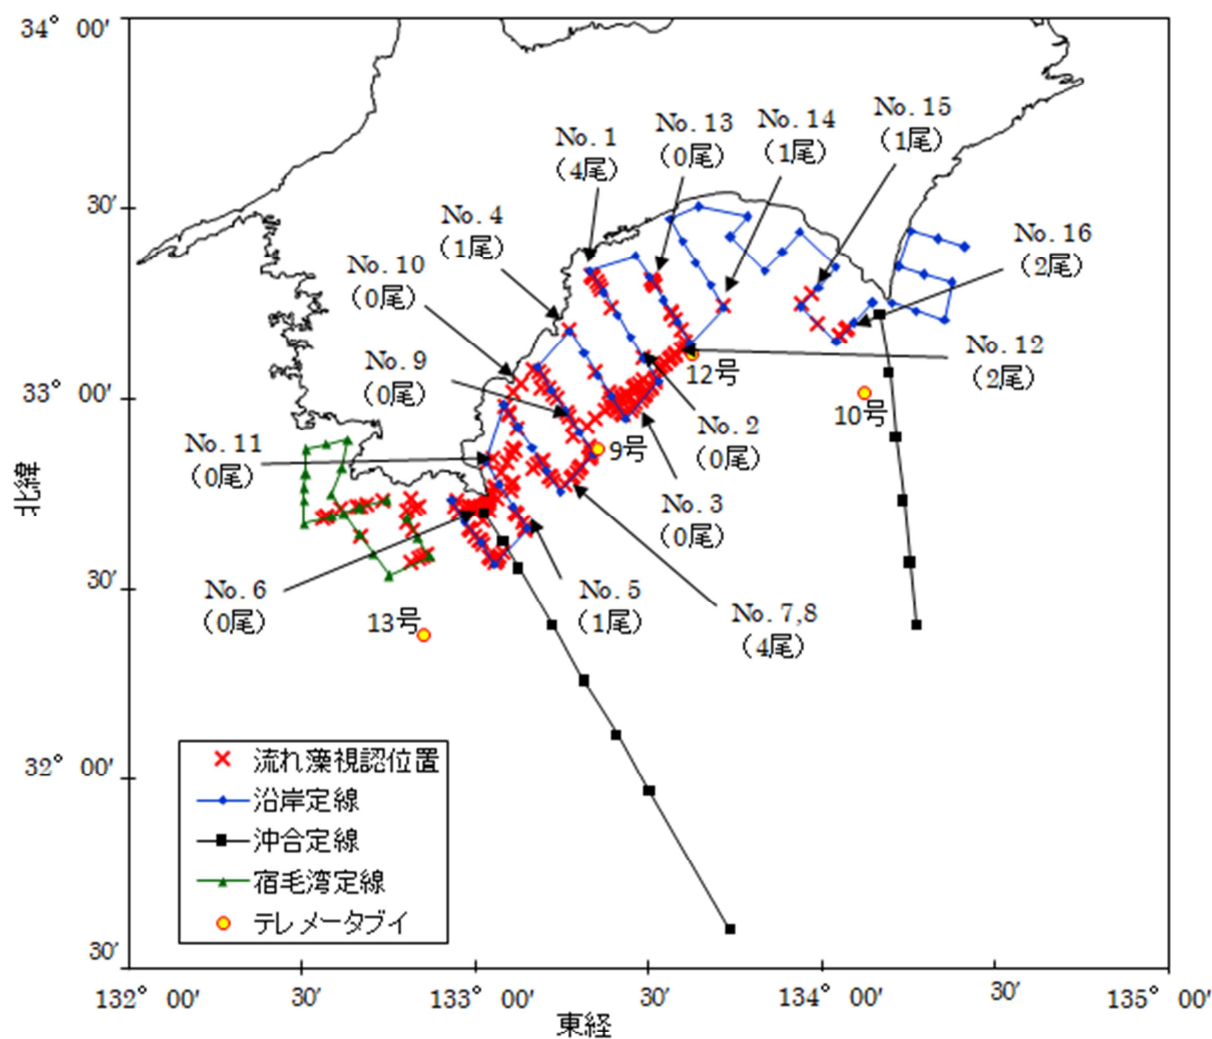 34° 00′
No. 15
(1尾)
No. 14
(1尾)
No. 13
(0尾)
No. 1
(4尾)
30′
No. 4
(1尾)
No. 16
(2尾)
No. 10
(0尾)
No. 12
(2尾)
No. 9
(0尾)
12号
33° 00′
10号
No. 2
(0尾)
No. 11
(0尾)
9号
北緯
No. 3
(0尾)
30′
No. 6
(0尾)
No. 5
(1尾)
No. 7,8
(4尾)
13号
流れ藻視認位置
32° 00′
沿岸定線
沖合定線
宿毛湾定線
テレメータブイ
30′
132° 00′
30′
133° 00′
30′
134° 00′
30′
135° 00′
東経